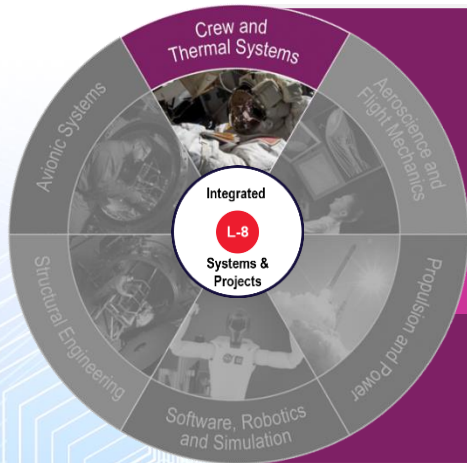 Crew and
Thermal Systems
Aeroscience and
Flight Mechanics
Propulsion and Power
Software, Robotics
and Simulation
Structural Engineering
Avionic Systems
Integrated
L-8
Systems &
Projects